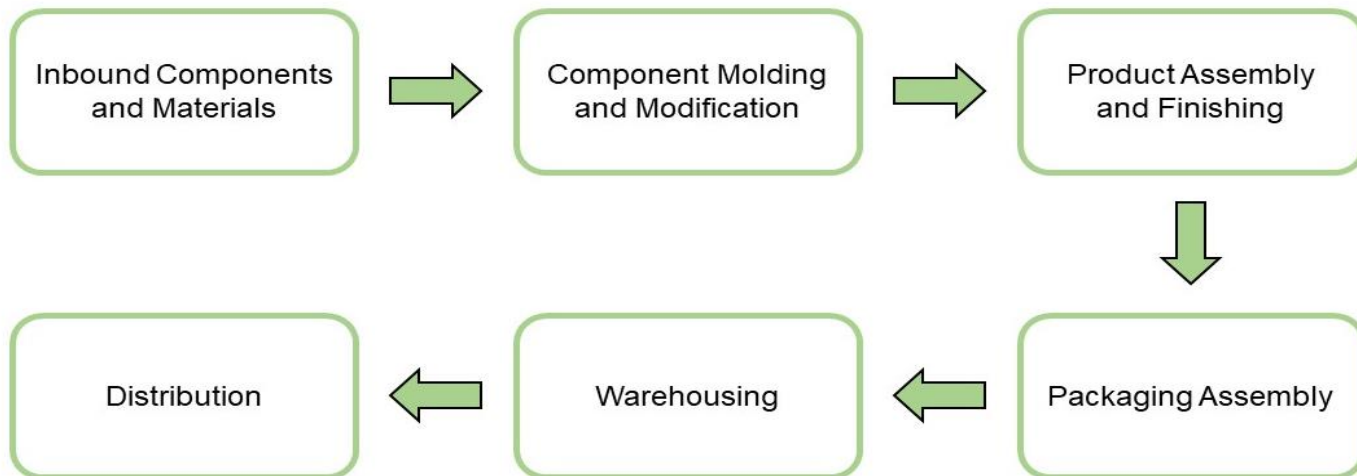 Inbound Components
and Materials
Component Molding
and Modification
Product Assembly
and Finishing
Packaging Assembly
Warehousing
Distribution